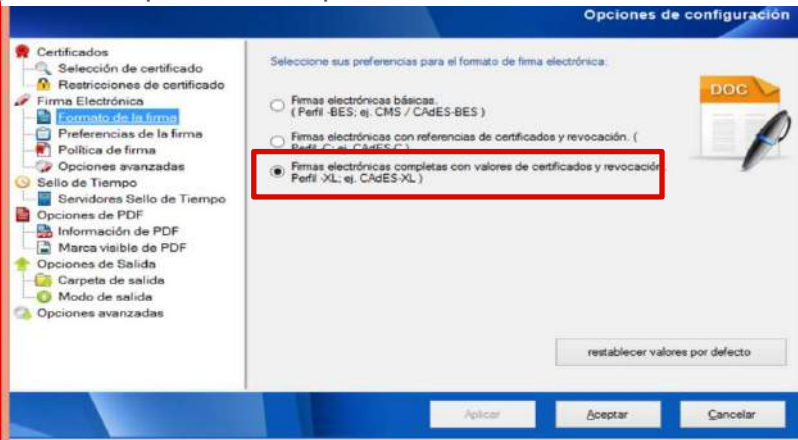 Opciones de configuración
Certificados
Selección de certificado
Restricciones de certificado
Firma Electrónica
Formato de la firma
Preferencias de la firma
Política de firma
Opciones avanzadas
Sello de Tiempo
Servidores Sello de Tiempo
Opciones de PDF
Información de PDF
Marca visible de PDF
Opciones de Salida
Carpeta de salida
Modo de salida
Opciones avanzadas
Seleccione sus preferencias para el formato de firma electrónica:
DOC
Firmas electrónicas básicas.
( Perfil -BES; ej. CMS / CAdES-BES )
Firmas electrónicas con referencias de certificados y revocación. (
Perfil -C; ej. CAdES-C )
Firmas electrónicas completas con valores de certificados y revocación.
Perfil -XL; ej. CAdES-XL )
restablecer valores por defecto
Aplicar
Aceptar
Cancelar